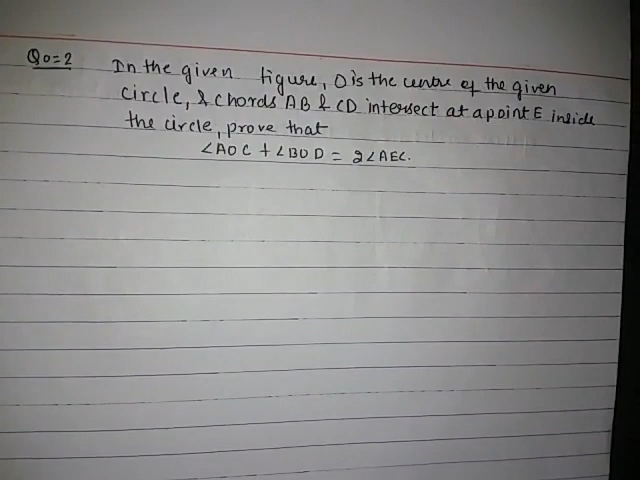 Qo=2 In the given figure, O is the centre of the given
circle, & chords AB & CD intersect at a point E inside
the circle, prove that
∠AOC + ∠BOD = 2∠AEC.